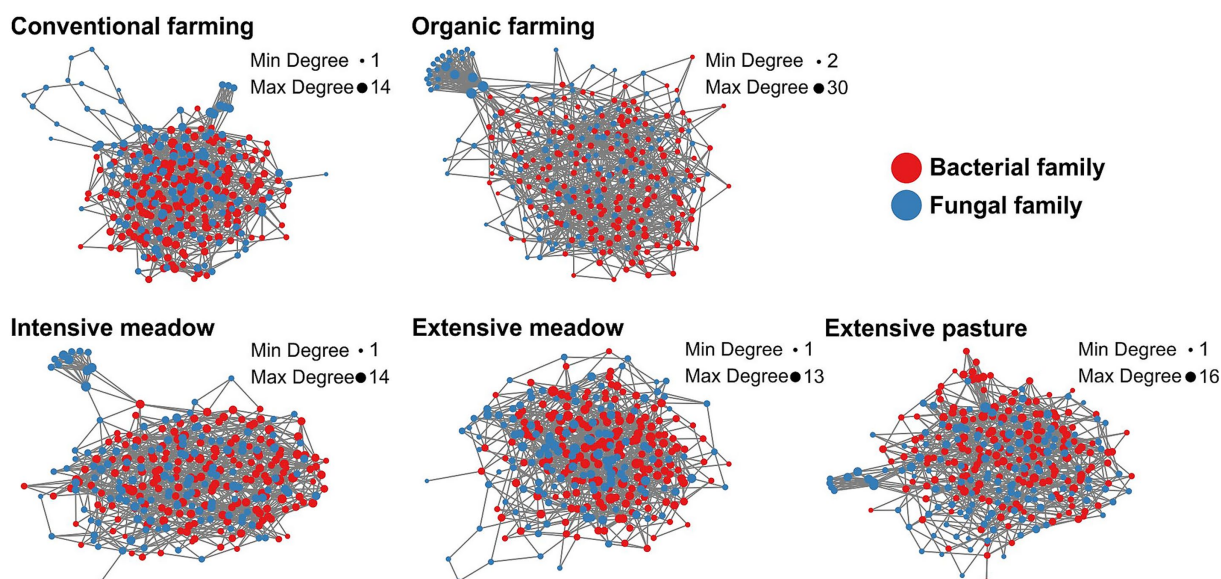 Conventional farming
Min Degree 1
Max Degree 14
Organic farming
Min Degree 2
Max Degree 30
Bacterial family
Fungal family
Intensive meadow
Min Degree 1
Max Degree 14
Extensive meadow
Min Degree 1
Max Degree 13
Extensive pasture
Min Degree 1
Max Degree 16